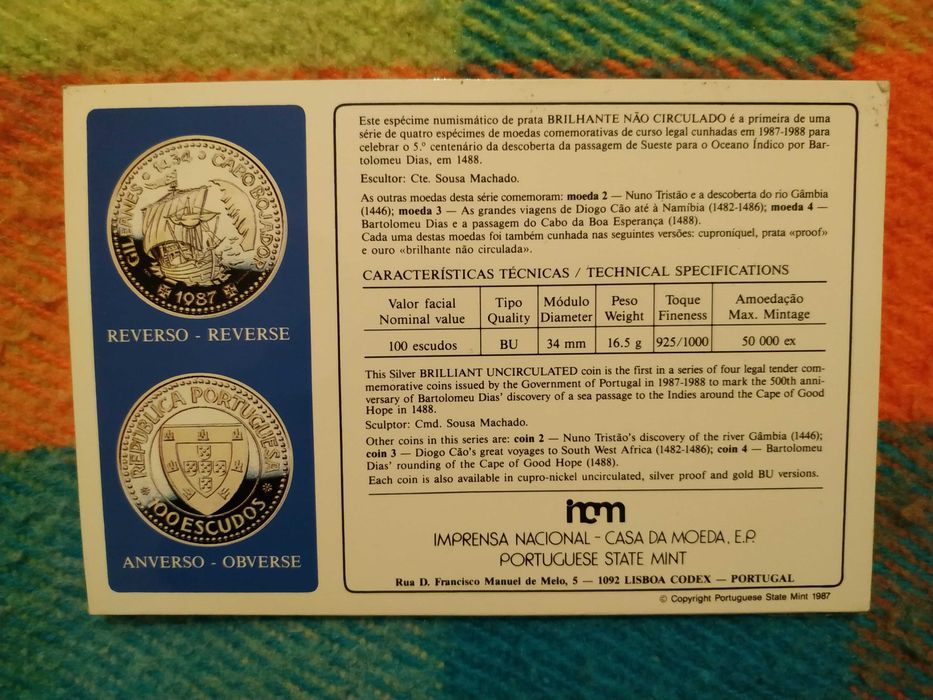 GIL EANES · 1434 · CABO BOJADOR
1987
REVERSO - REVERSE
REPUBLICA PORTUGUESA
100 ESCUDOS
ANVERSO - OBVERSE
Este espécime numismático de prata BRILHANTE NÃO CIRCULADO é a primeira de uma
série de quatro espécimes de moedas comemorativas de curso legal cunhadas em 1987-1988 para
celebrar o 5.º centenário da descoberta da passagem de Sueste para o Oceano Índico por Bar-
tolomeu Dias, em 1488.
Escultor: Cte. Sousa Machado.
As outras moedas desta série comemoram: moeda 2 — Nuno Tristão e a descoberta do rio Gâmbia
(1446); moeda 3 — As grandes viagens de Diogo Cão até à Namíbia (1482-1486); moeda 4 —
Bartolomeu Dias e a passagem do Cabo da Boa Esperança (1488).
Cada uma destas moedas foi também cunhada nas seguintes versões: cuproníquel, prata «proof»
e ouro «brilhante não circulada».
CARACTERÍSTICAS TÉCNICAS / TECHNICAL SPECIFICATIONS
Valor facial Tipo Módulo Peso Toque Amoedação
Nominal value Quality Diameter Weight Fineness Max. Mintage
100 escudos BU 34 mm 16.5 g 925/1000 50 000 ex
This Silver BRILLIANT UNCIRCULATED coin is the first in a series of four legal tender com-
memorative coins issued by the Government of Portugal in 1987-1988 to mark the 500th anni-
versary of Bartolomeu Dias' discovery of a sea passage to the Indies around the Cape of Good
Hope in 1488.
Sculptor: Cmd. Sousa Machado.
Other coins in this series are: coin 2 — Nuno Tristão's discovery of the river Gâmbia (1446);
coin 3 — Diogo Cão's great voyages to South West Africa (1482-1486); coin 4 — Bartolomeu
Dias' rounding of the Cape of Good Hope (1488).
Each coin is also available in cupro-nickel uncirculated, silver proof and gold BU versions.
incm
IMPRENSA NACIONAL - CASA DA MOEDA, E.P.
PORTUGUESE STATE MINT
Rua D. Francisco Manuel de Melo, 5 — 1092 LISBOA CODEX — PORTUGAL
© Copyright Portuguese State Mint 1987